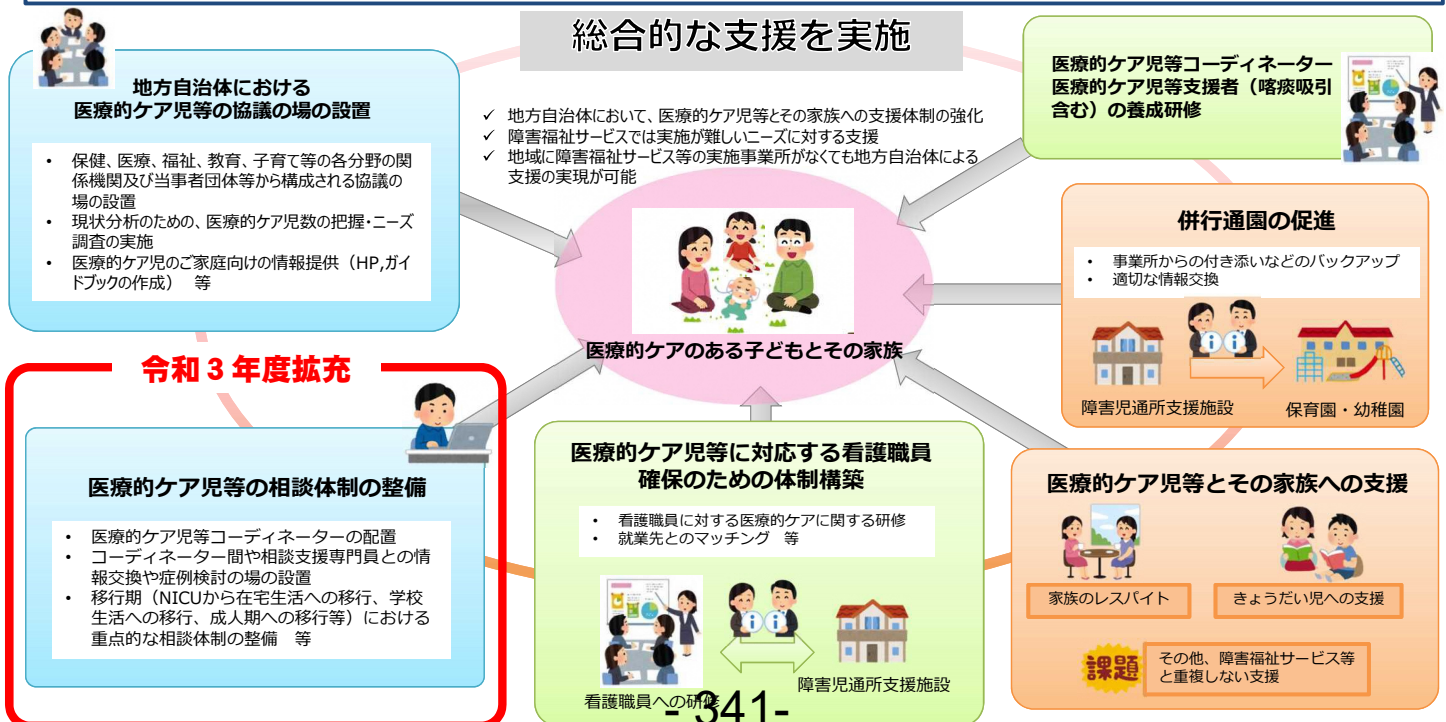 総合的な支援を実施
地方自治体における
医療的ケア児等の協議の場の設置
• 保健、医療、福祉、教育、子育て等の各分野の関
係機関及び当事者団体等から構成される協議の
場の設置
• 現状分析のための、医療的ケア児数の把握・ニーズ
調査の実施
• 医療的ケア児のご家庭向けの情報提供（HP,ガイ
ドブックの作成）　等
✓ 地方自治体において、医療的ケア児等とその家族への支援体制の強化
✓ 障害福祉サービスでは実施が難しいニーズに対する支援
✓ 地域に障害福祉サービス等の実施事業所がなくても地方自治体による
支援の実現が可能
医療的ケア児等コーディネーター
医療的ケア児等支援者（喀痰吸引
含む）の養成研修
医療的ケアのある子どもとその家族
併行通園の促進
• 事業所からの付き添いなどのバックアップ
• 適切な情報交換
障害児通所支援施設
保育園・幼稚園
令和３年度拡充
医療的ケア児等の相談体制の整備
• 医療的ケア児等コーディネーターの配置
• コーディネーター間や相談支援専門員との情
報交換や症例検討の場の設置
• 移行期（NICUから在宅生活への移行、学校
生活への移行、成人期への移行等）における
重点的な相談体制の整備　等
医療的ケア児等に対応する看護職員
確保のための体制構築
• 看護職員に対する医療的ケアに関する研修
• 就業先とのマッチング　等
看護職員への研修
障害児通所支援施設
医療的ケア児等とその家族への支援
家族のレスパイト
きょうだい児への支援
課題
その他、障害福祉サービス等
と重複しない支援
- 341-